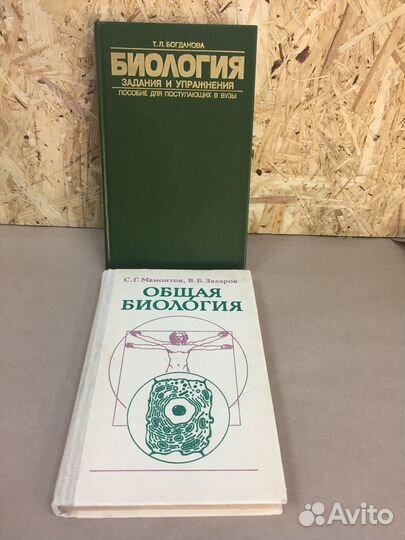 Т. Л. БОГДАНОВА
БИОЛОГИЯ
ЗАДАНИЯ И УПРАЖНЕНИЯ
ПОСОБИЕ ДЛЯ ПОСТУПАЮЩИХ В ВУЗЫ
С. Г. Мамонтов, В. Б. Захаров
ОБЩАЯ
БИОЛОГИЯ
Avito